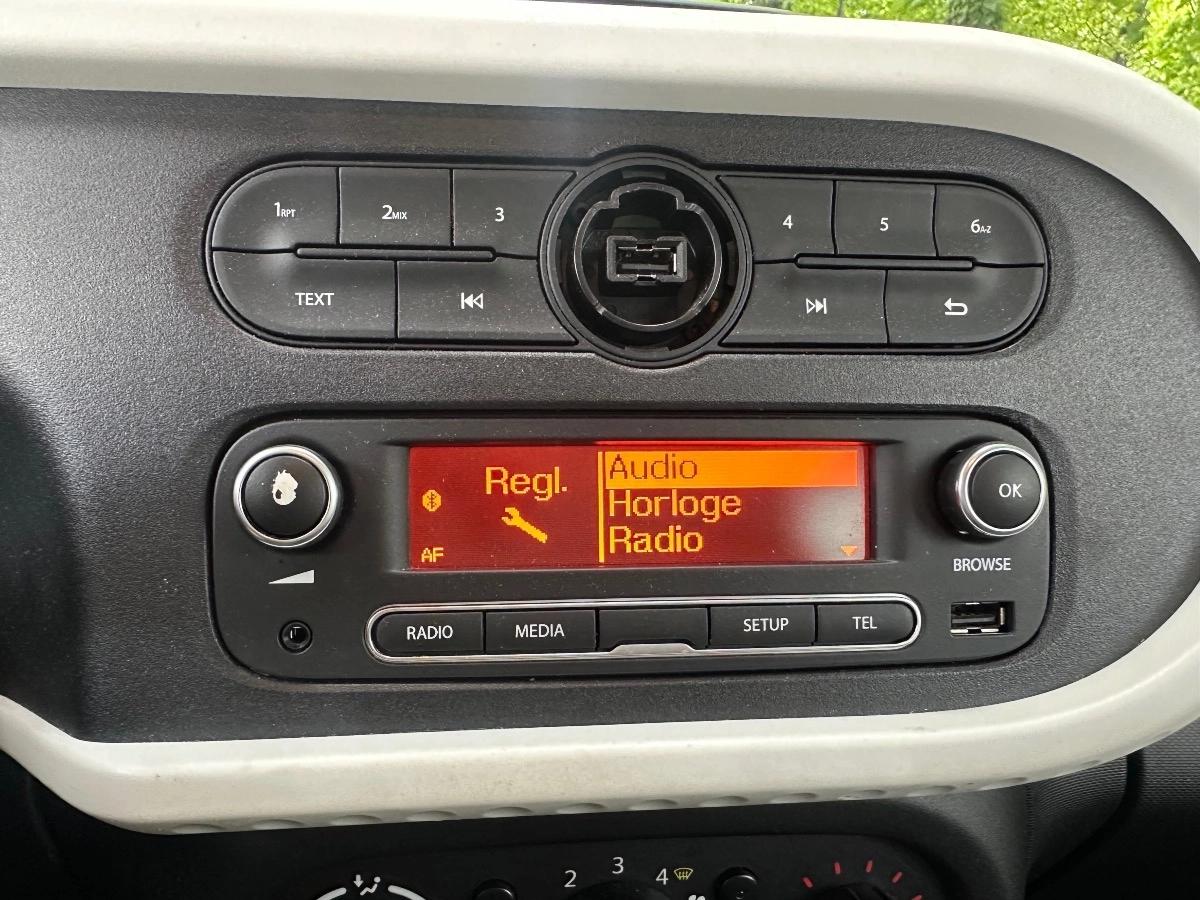 1RPT 2MIX 3 4 5 6A-Z
TEXT
Regl.
AF
Audio
Horloge
Radio
OK
BROWSE
RADIO MEDIA SETUP TEL
2 3 4